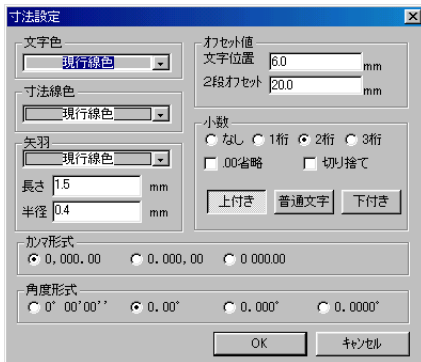 寸法設定
文字色
現行線色
寸法線色
現行線色
矢羽
現行線色
長さ 1.5 mm
半径 0.4 mm
オフセット値
文字位置 6.0 mm
2段オフセット 20.0 mm
小数
なし 1桁 2桁 3桁
.00省略 切り捨て
上付き 普通文字 下付き
カンマ形式
0,000.00 0.000,00 0 000.00
角度形式
0° 00'00'' 0.00° 0.000° 0.0000°
OK キャンセル